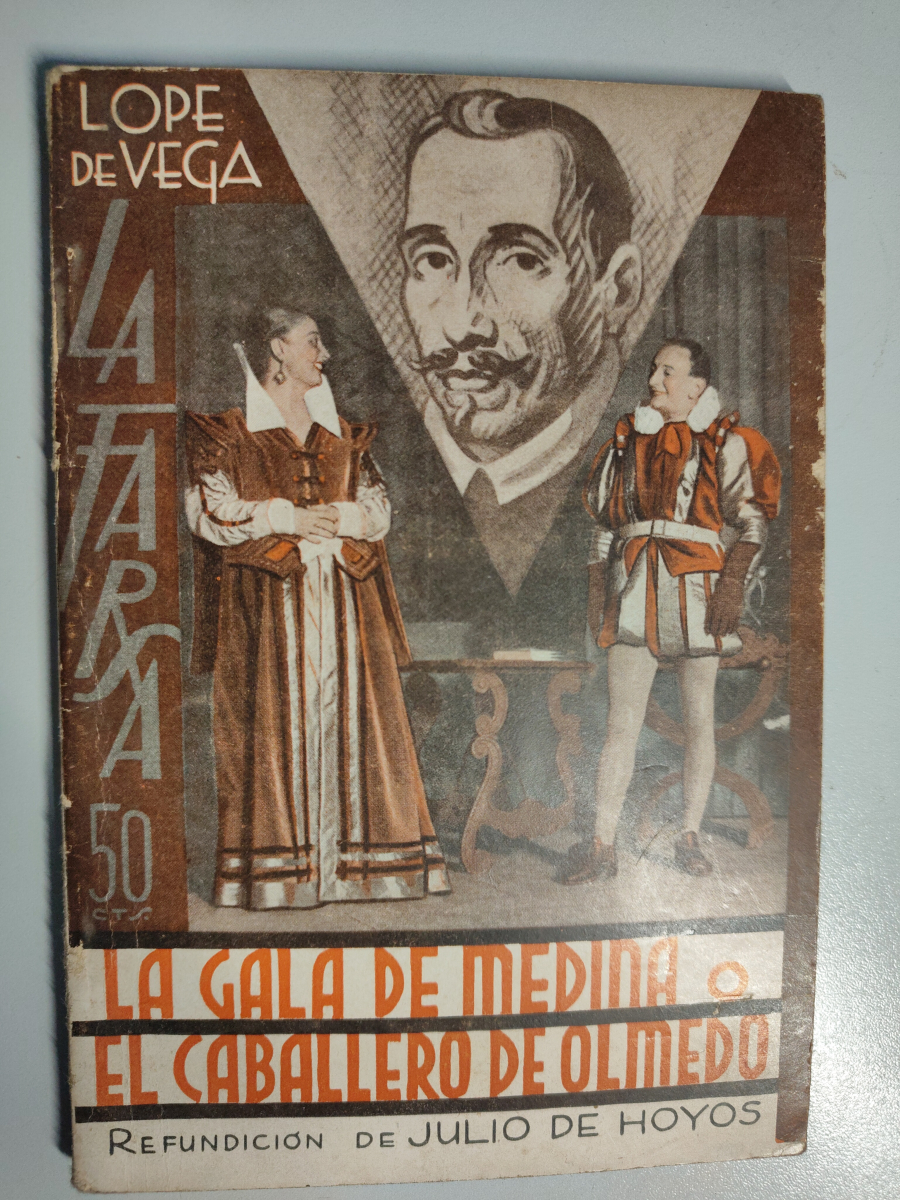 LOPE
DE VEGA
LA FARSA
50
CTS.
LA GALA DE MEDINA O
EL CABALLERO DE OLMEDO
REFUNDICIÓN DE JULIO DE HOYOS